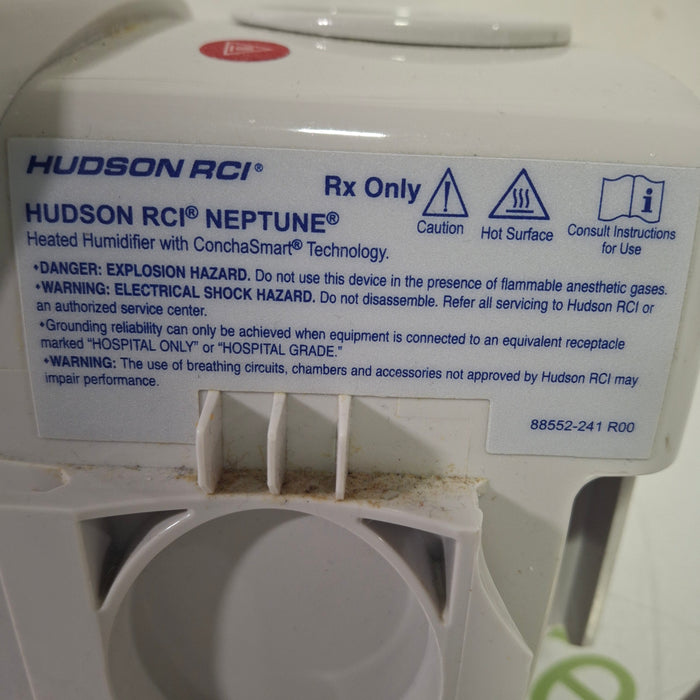 HUDSON RCI®
Rx Only
Caution
Hot Surface
Consult Instructions
for Use
HUDSON RCI® NEPTUNE®
Heated Humidifier with ConchaSmart® Technology.
•DANGER: EXPLOSION HAZARD. Do not use this device in the presence of flammable anesthetic gases.
•WARNING: ELECTRICAL SHOCK HAZARD. Do not disassemble. Refer all servicing to Hudson RCI or
an authorized service center.
•Grounding reliability can only be achieved when equipment is connected to an equivalent receptacle
marked “HOSPITAL ONLY” or “HOSPITAL GRADE.”
•WARNING: The use of breathing circuits, chambers and accessories not approved by Hudson RCI may
impair performance.
88552-241 R00